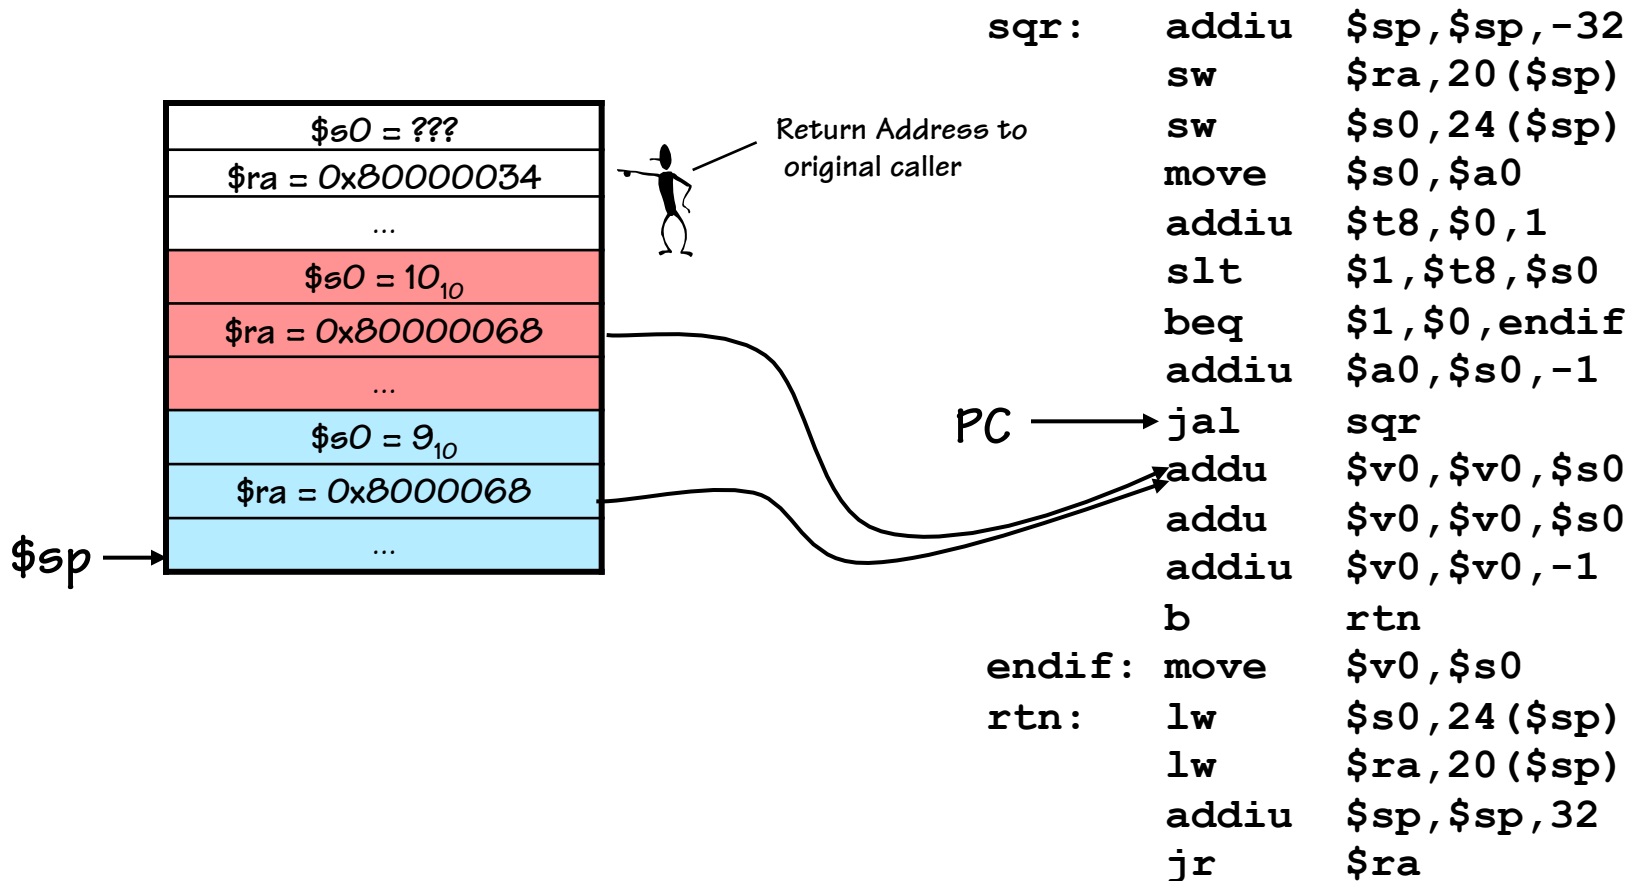 $s0 = ???
$ra = 0x80000034
...
$s0 = 10₁₀
$ra = 0x80000068
...
$s0 = 9₁₀
$ra = 0x8000068
...
$sp
Return Address to
original caller
PC
sqr: addiu $sp,$sp,-32
sw $ra,20($sp)
sw $s0,24($sp)
move $s0,$a0
addiu $t8,$0,1
slt $1,$t8,$s0
beq $1,$0,endif
addiu $a0,$s0,-1
jal sqr
addu $v0,$v0,$s0
addu $v0,$v0,$s0
addiu $v0,$v0,-1
b rtn
endif: move $v0,$s0
rtn: lw $s0,24($sp)
lw $ra,20($sp)
addiu $sp,$sp,32
jr $ra